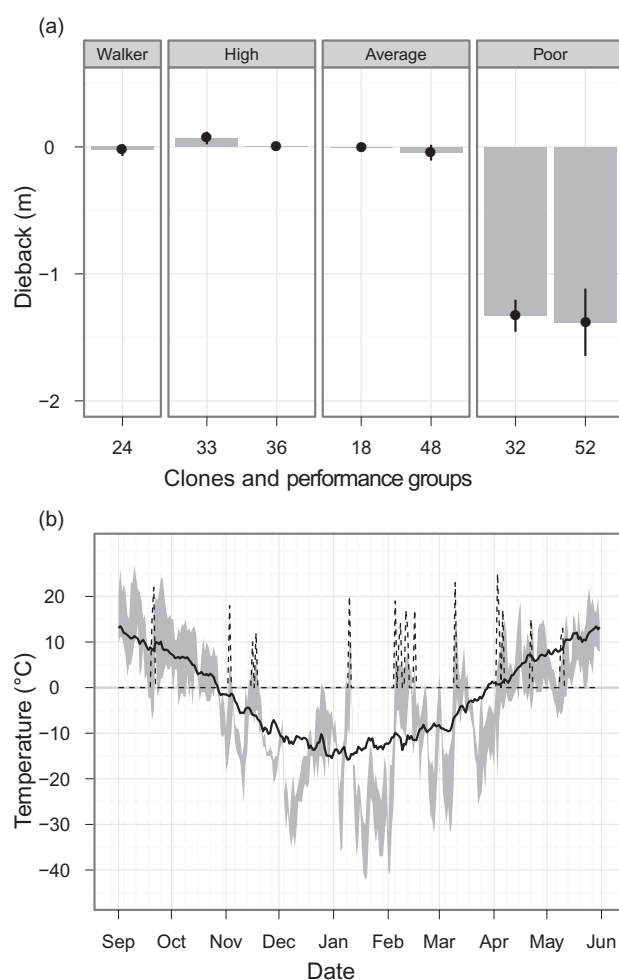 (a)
Walker High Average Poor
0
−1
−2
Dieback (m)
24 33 36 18 48 32 52
Clones and performance groups
(b)
20
10
0
−10
−20
−30
−40
Temperature (°C)
Sep Oct Nov Dec Jan Feb Mar Apr May Jun
Date